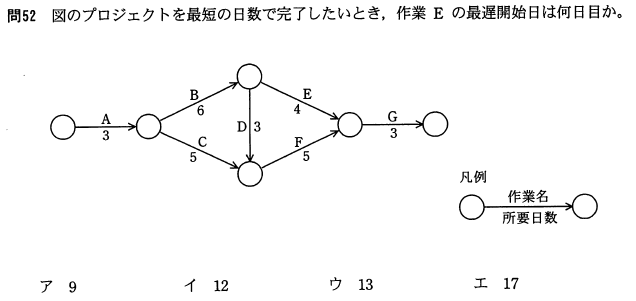 問52 図のプロジェクトを最短の日数で完了したいとき，作業 E の最遅開始日は何日目か。
B
6
E
4
A
3
D 3
G
3
C
5
F
5
凡例
作業名
所要日数
ア 9 イ 12 ウ 13 エ 17